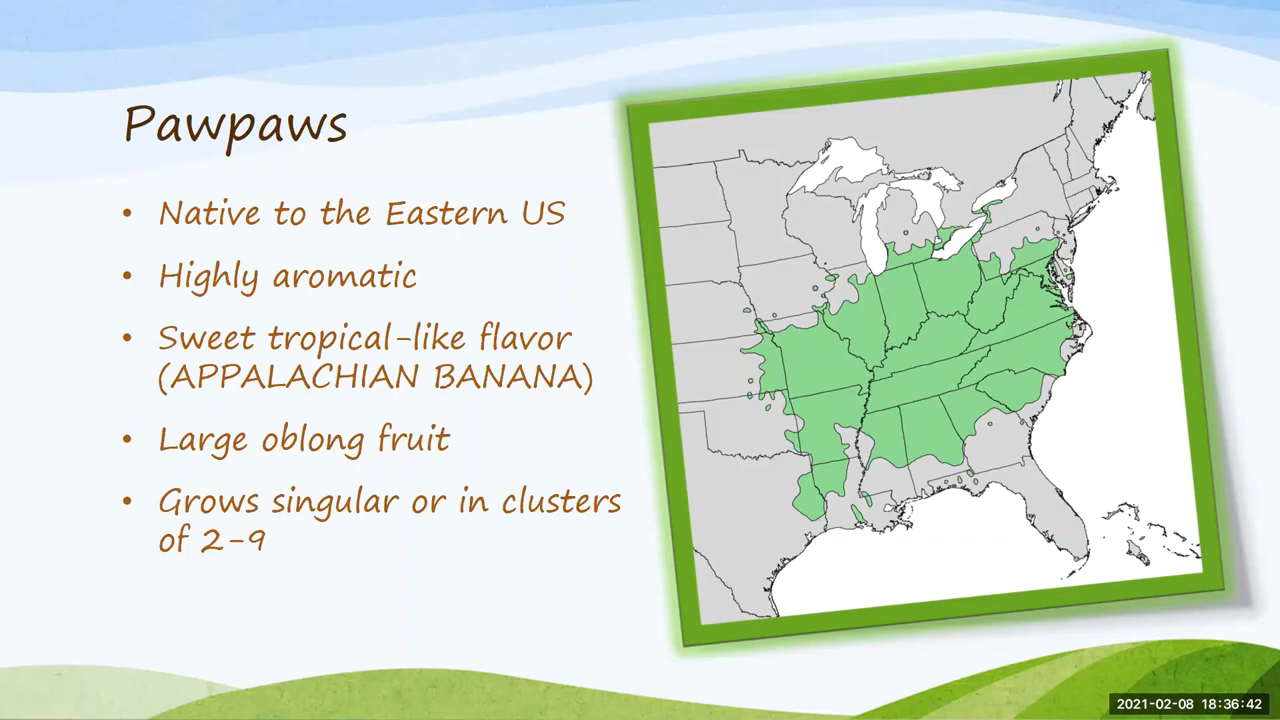 Pawpaws
• Native to the Eastern US
• Highly aromatic
• Sweet tropical-like flavor
(APPALACHIAN BANANA)
• Large oblong fruit
• Grows singular or in clusters
of 2-9
2021-02-08 18:36:42